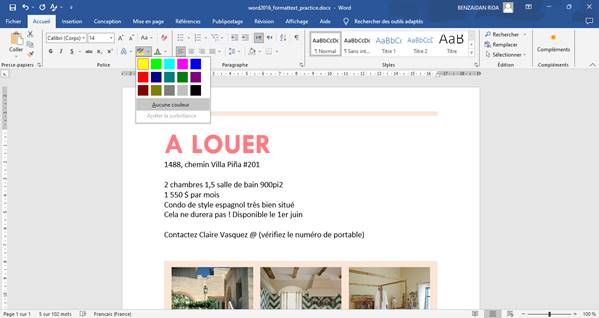 word2016_formattext_practice.docx - Word
BENZAIDAN RIDA
Fichier Accueil Insertion Conception Mise en page Références Publipostage Révision Affichage Aide Rechercher des outils adaptés
Coller
Calibri (Corps) 14
Rechercher
Remplacer
Sélectionner
Compléments
AaBbCcDc AaBbCcDc AaBbCc AaBbCcC AaB
¶ Normal ¶ Sans int... Titre 1 Titre 2 Titre
Presse-papiers Police Paragraphe Styles Édition Compléments
Aucune couleur
Arrêter la surbrillance
A LOUER
1488, chemin Villa Piña #201
2 chambres 1,5 salle de bain 900pi2
1 550 $ par mois
Condo de style espagnol très bien situé
Cela ne durera pas ! Disponible le 1er juin
Contactez Claire Vasquez @ (vérifiez le numéro de portable)
Page 1 sur 1 5 sur 102 mots Français (France) 100 %